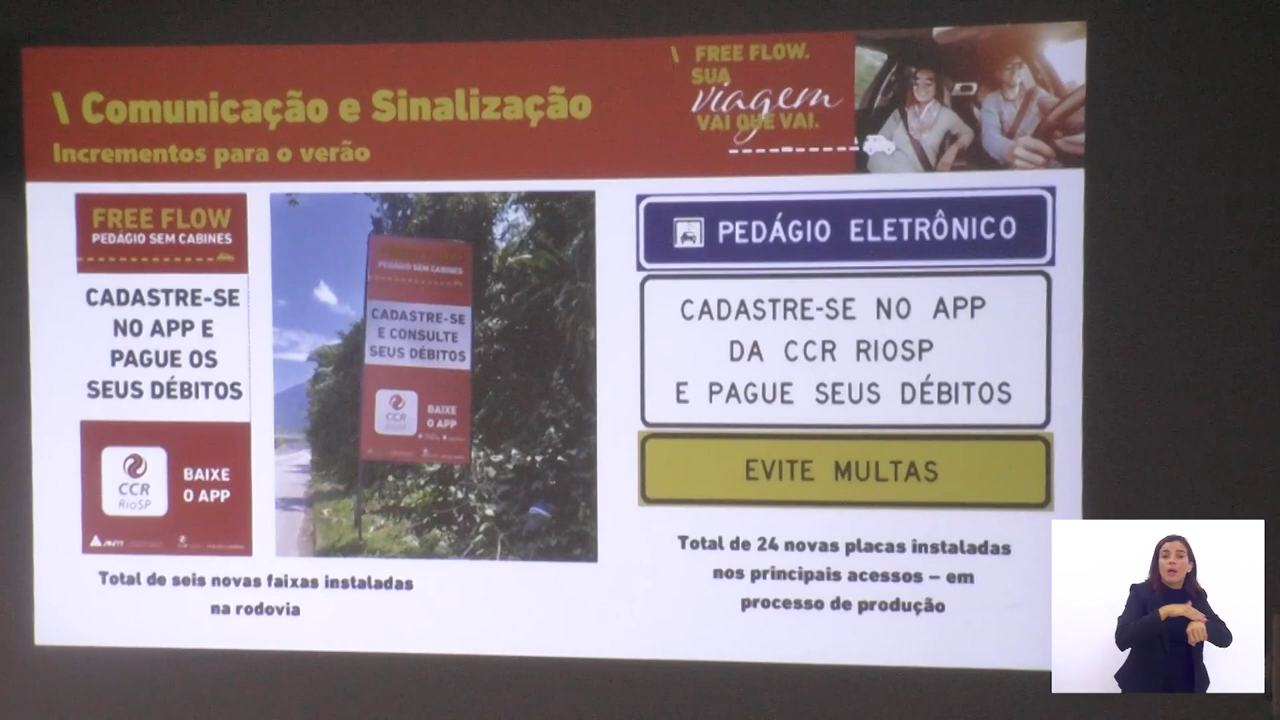 \ Comunicação e Sinalização
Incrementos para o verão
\ FREE FLOW.
SUA
viagem
VAI QUE VAI.
FREE FLOW
PEDÁGIO SEM CABINES
CADASTRE-SE
NO APP E
PAGUE OS
SEUS DÉBITOS
CCR
RioSP
BAIXE
O APP
ANTT
PEDÁGIO SEM CABINES
CADASTRE-SE
E CONSULTE
SEUS DÉBITOS
CCR
RioSP
BAIXE
O APP
Total de seis novas faixas instaladas
na rodovia
PEDÁGIO ELETRÔNICO
CADASTRE-SE NO APP
DA CCR RIOSP
E PAGUE SEUS DÉBITOS
EVITE MULTAS
Total de 24 novas placas instaladas
nos principais acessos – em
processo de produção